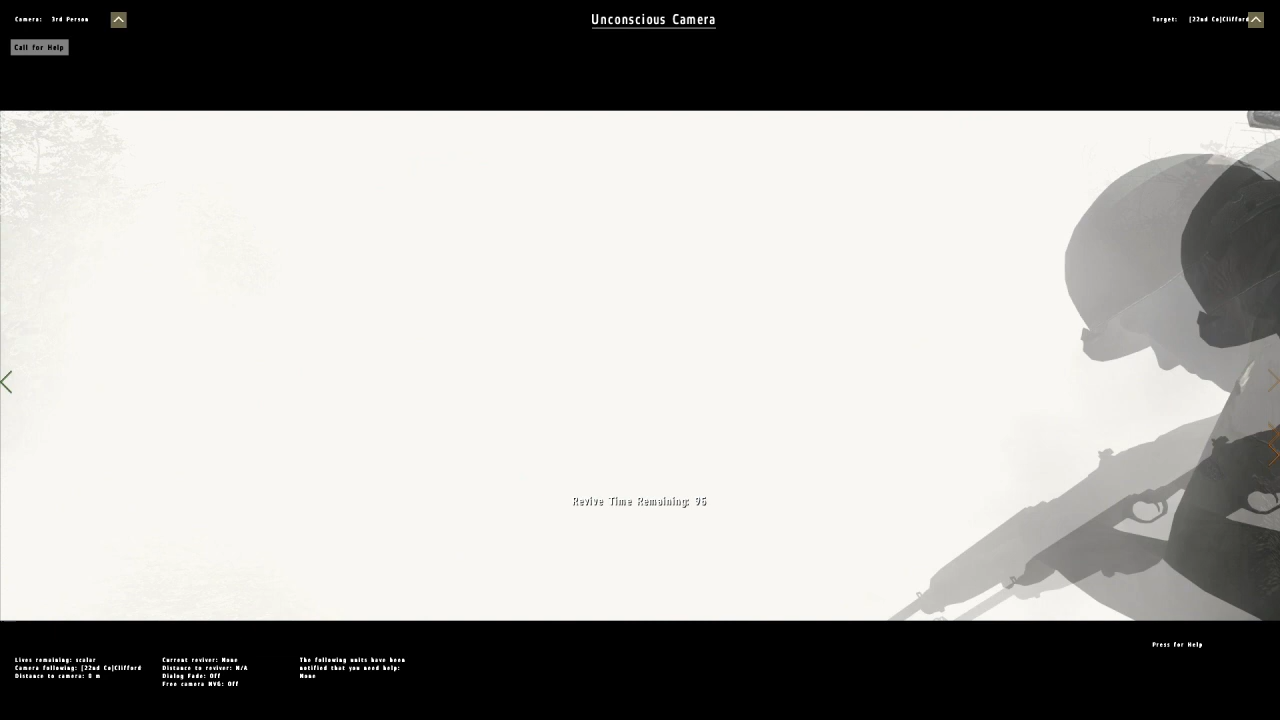 Camera: 3rd Person
Unconscious Camera
Target: [22nd Co]Clifford
Call for Help
Revive Time Remaining: 95
Press for Help
Lives remaining: scalar
Camera following: [22nd Co]Clifford
Distance to camera: 0 m
Current reviver: None
Distance to reviver: N/A
Dialog Fade: Off
Free camera NVG: Off
The following units have been
notified that you need help:
None